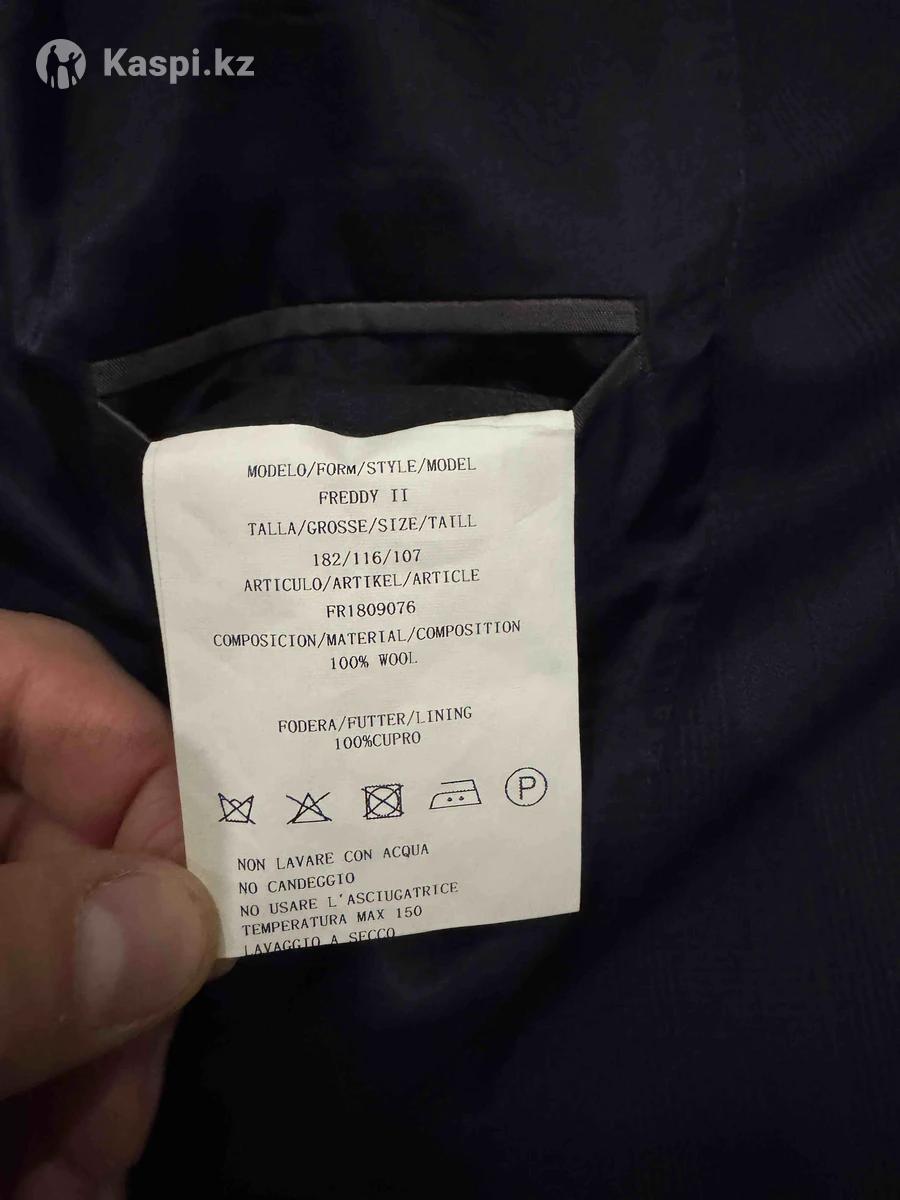 Kaspi.kz
MODELO/FORM/STYLE/MODEL
FREDDY II
TALLA/GROSSE/SIZE/TAILL
182/116/107
ARTICULO/ARTIKEL/ARTICLE
FR1809076
COMPOSICION/MATERIAL/COMPOSITION
100% WOOL
FODERA/FUTTER/LINING
100%CUPRO
P
NON LAVARE CON ACQUA
NO CANDEGGIO
NO USARE L'ASCIUGATRICE
TEMPERATURA MAX 150
LAVAGGIO A SECCO